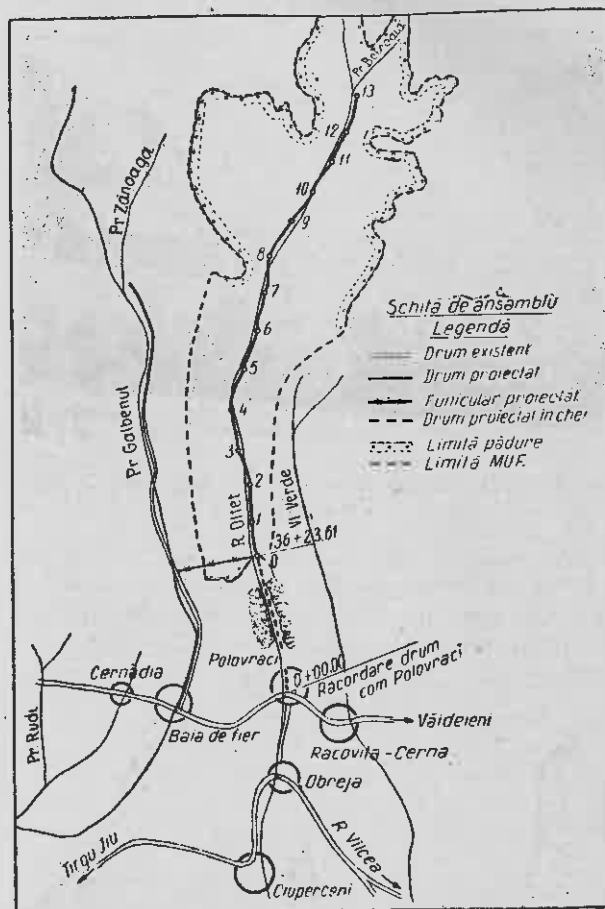 Pr Zănoaga
13
12
11
10
9
8
7
6
5
4
3
2
1
0
Schiță de ansamblu
Legendă
Drum existent
Drum proiectat
Funicular proiectat
Drum proiectat în chei
Limită pădure
Limită MUF.
Pr Galbenul
R Olteț
Vl Verde
36+23.61
Polovraci
0+00.00
Racordare drum
com Polovraci
Cernădia
Pr. Rudi
Baia de fier
Văideieni
Racovița-Cerna
Obreja
Tîrgu Jiu
R Vîlcea
Ciuperceni